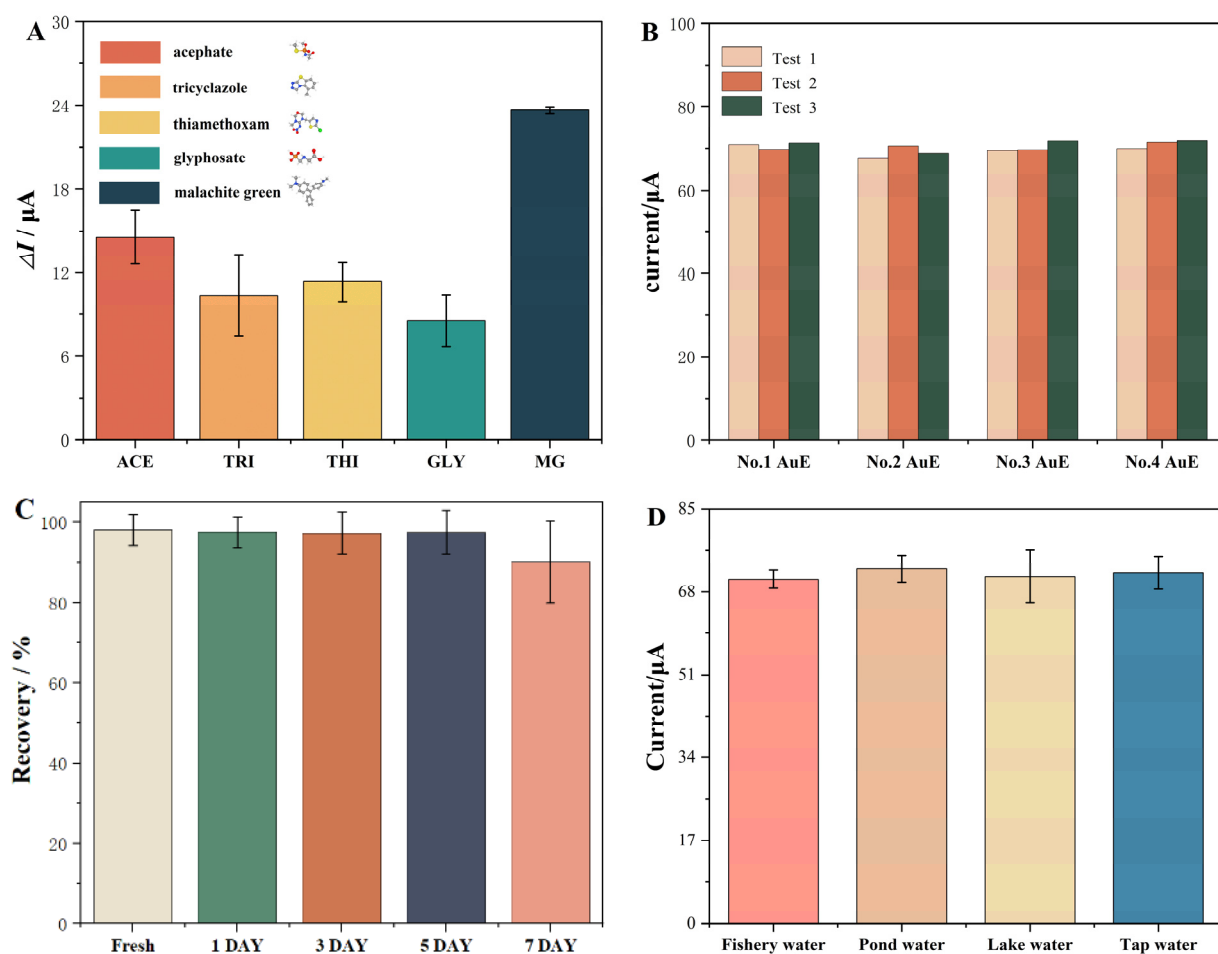 A
ΔI / μA
30
24
18
12
6
0
acephate
tricyclazole
thiamethoxam
glyphosatc
malachite green
ACE TRI THI GLY MG
B
current/μA
100
80
60
40
20
0
Test 1
Test 2
Test 3
No.1 AuE No.2 AuE No.3 AuE No.4 AuE
C
Recovery / %
100
80
60
40
20
0
Fresh 1 DAY 3 DAY 5 DAY 7 DAY
D
Current/μA
85
68
51
34
17
0
Fishery water Pond water Lake water Tap water